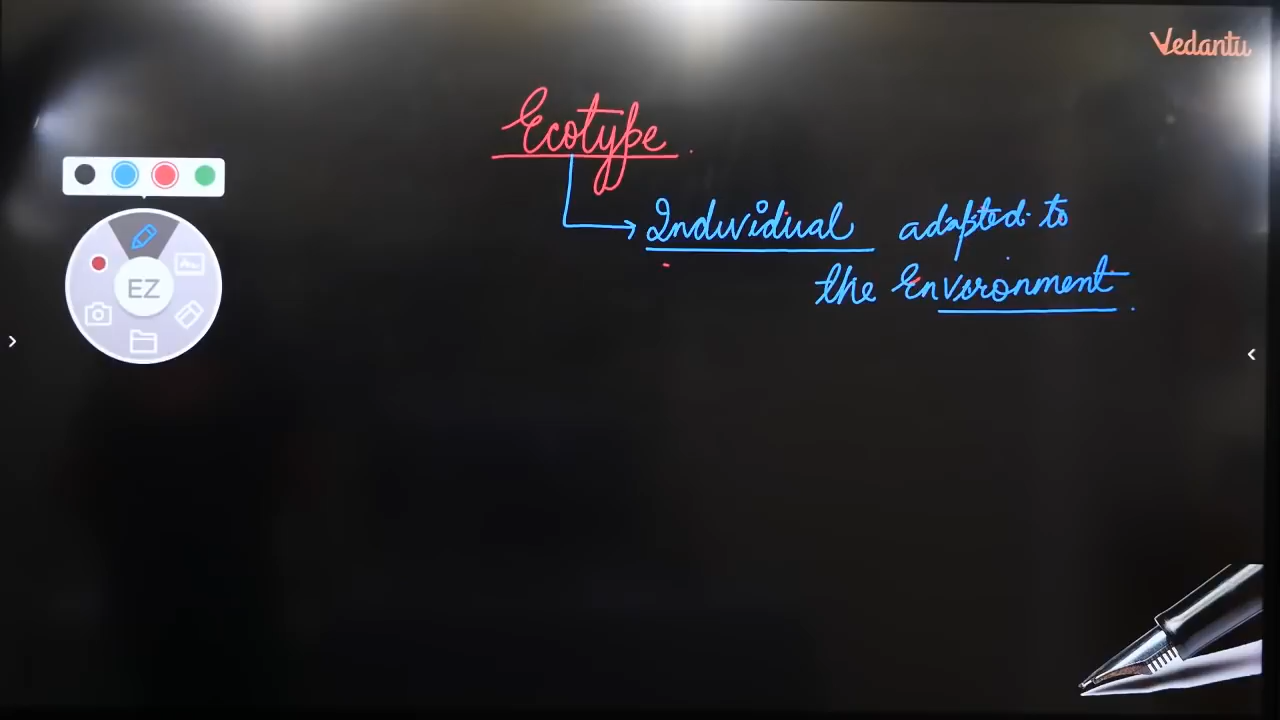 Vedantu
Ecotype
Individual adapted to
the Environment
EZ